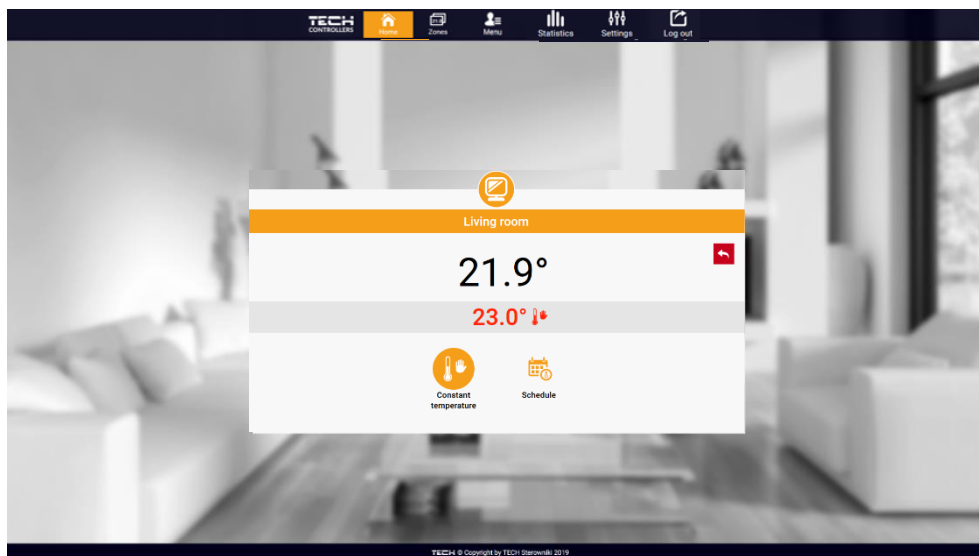 TECH
CONTROLLERS
Home
Zones
Menu
Statistics
Settings
Log out
Living room
21.9°
23.0°
Constant
temperature
Schedule
TECH © Copyright by TECH Sterowniki 2019